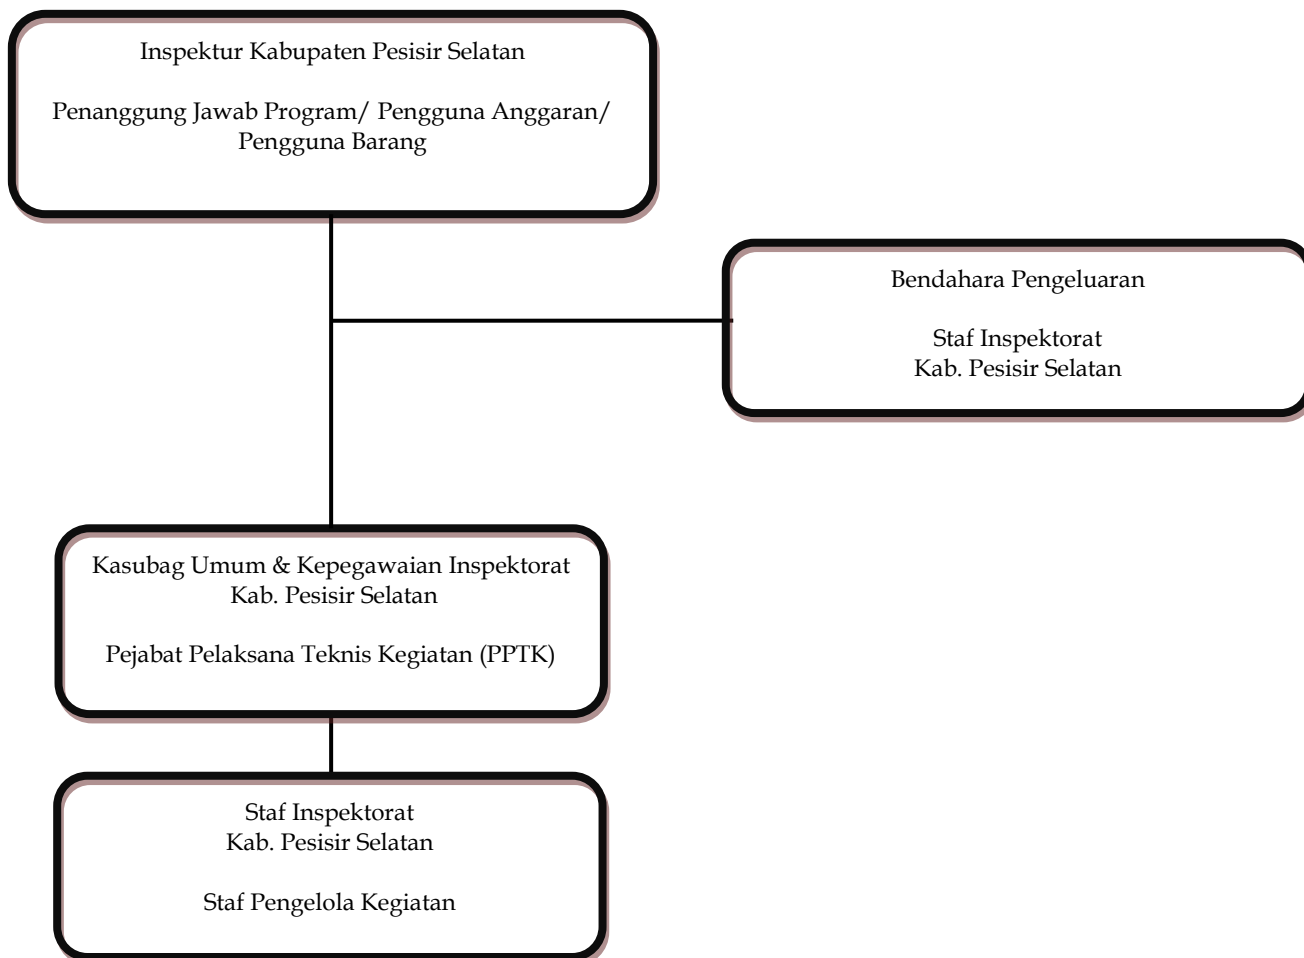 Inspektur Kabupaten Pesisir Selatan
Penanggung Jawab Program/ Pengguna Anggaran/
Pengguna Barang
Bendahara Pengeluaran
Staf Inspektorat
Kab. Pesisir Selatan
Kasubag Umum & Kepegawaian Inspektorat
Kab. Pesisir Selatan
Pejabat Pelaksana Teknis Kegiatan (PPTK)
Staf Inspektorat
Kab. Pesisir Selatan
Staf Pengelola Kegiatan